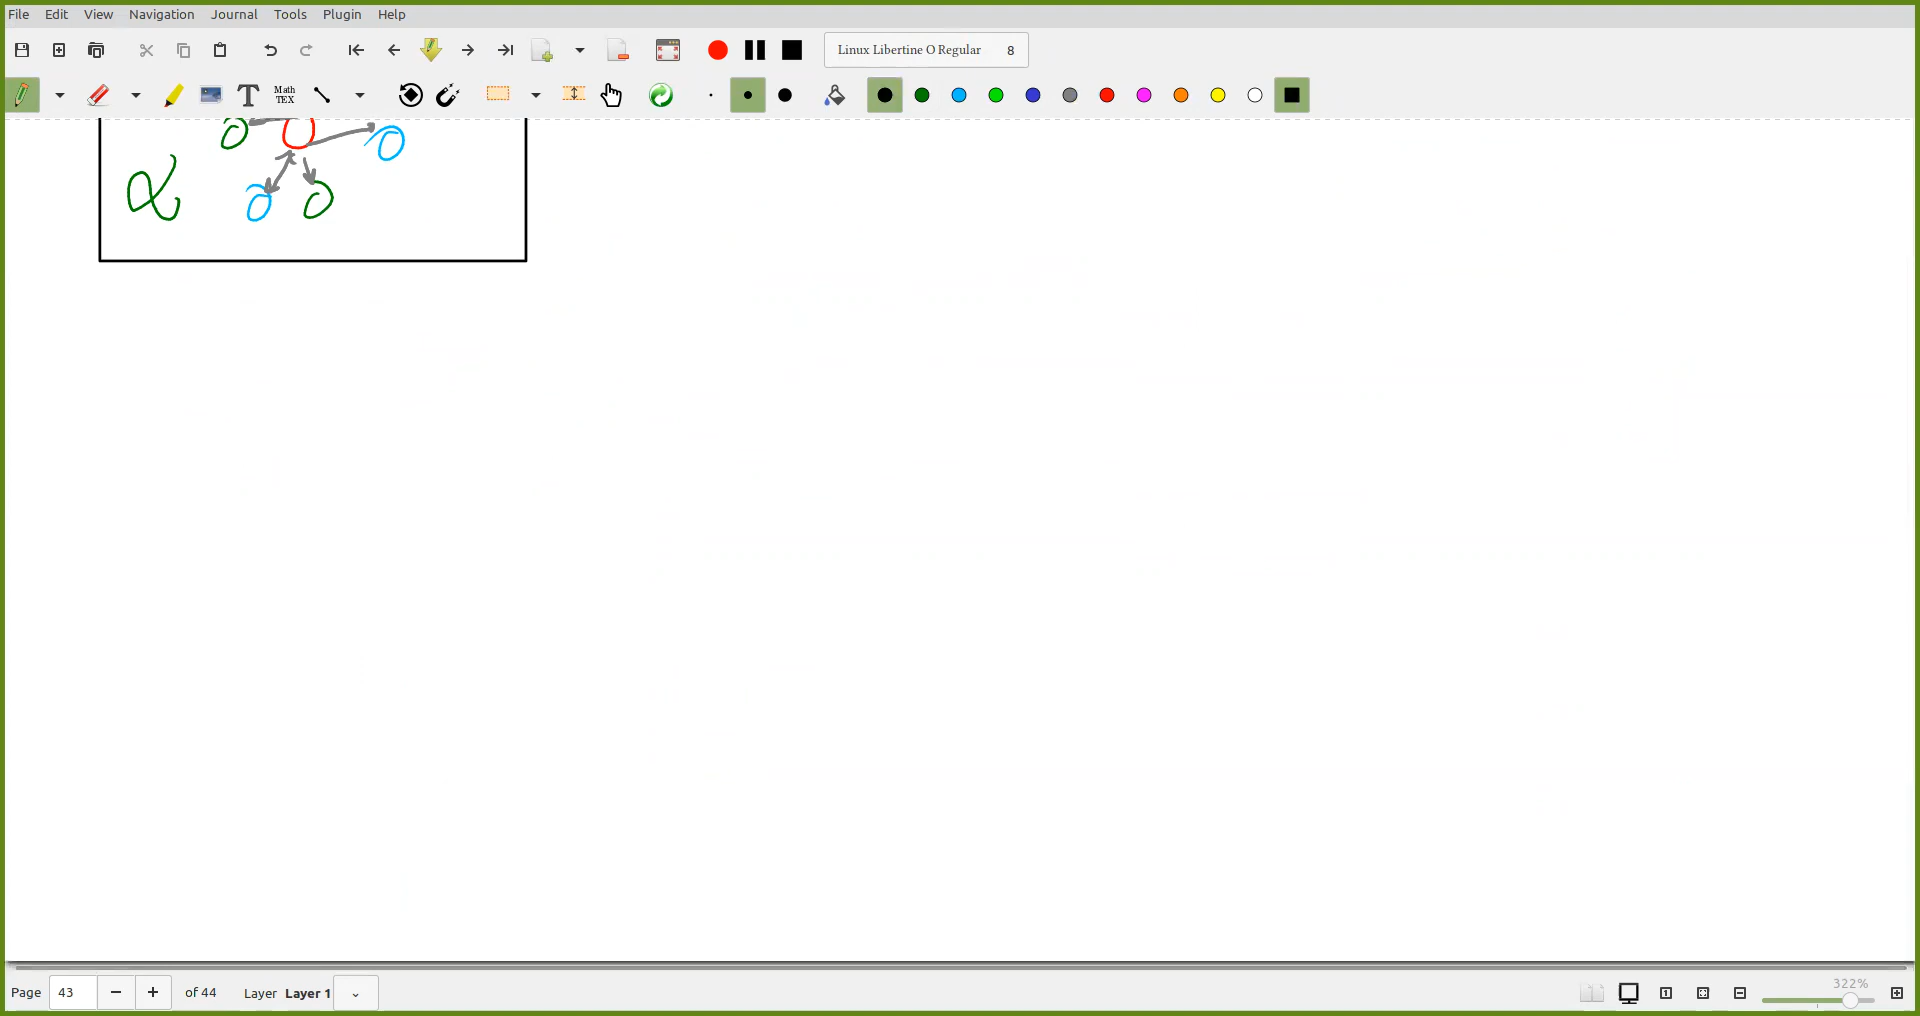 File Edit View Navigation Journal Tools Plugin Help
Linux Libertine O Regular 8
T Math TEX
α
Page 43 of 44 Layer Layer 1 322%